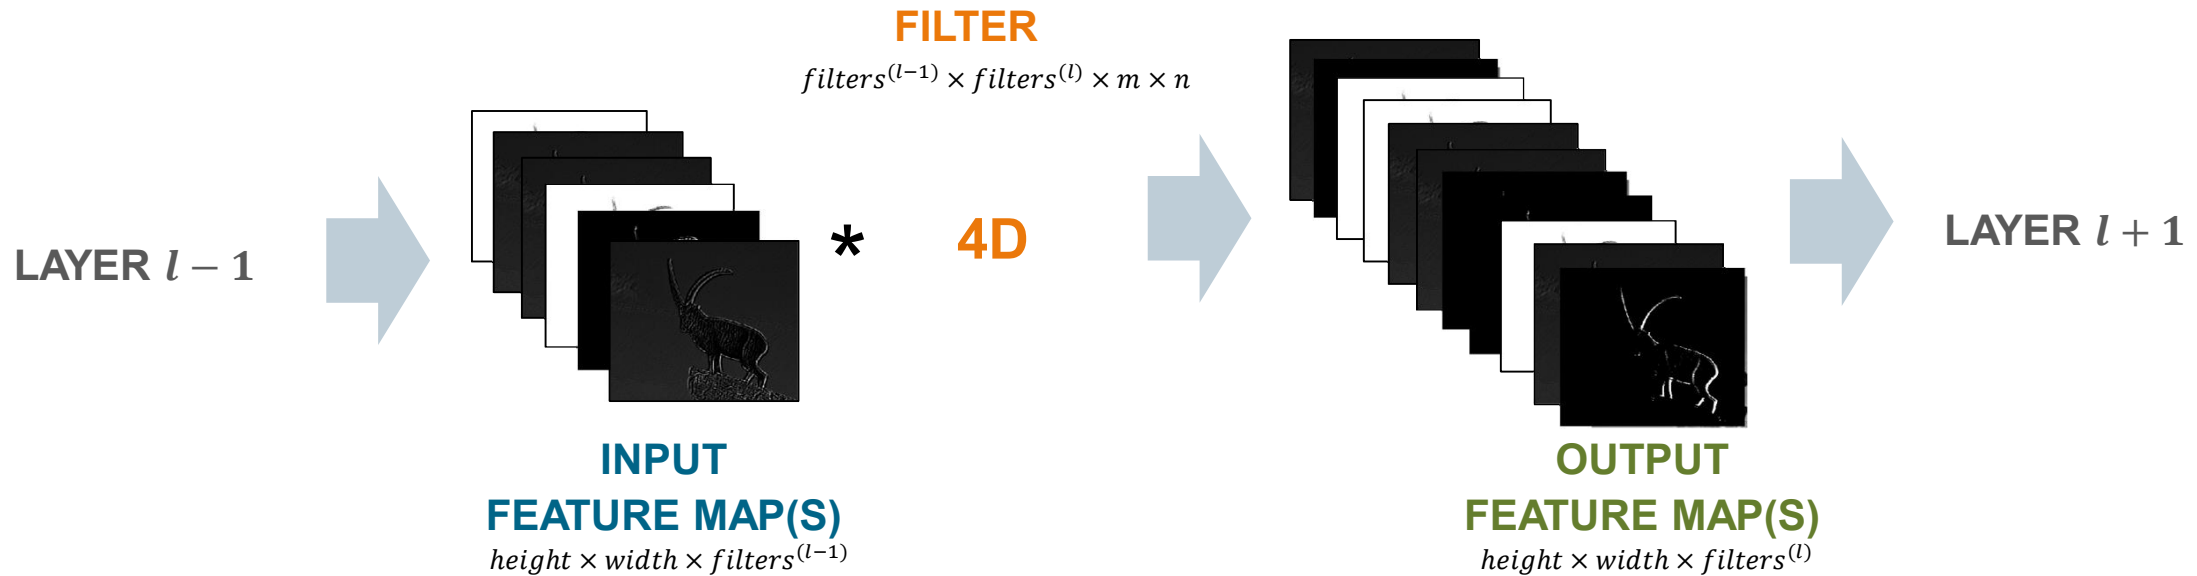 FILTER
filters^(l−1) × filters^(l) × m × n
LAYER l − 1
*
4D
LAYER l + 1
INPUT
FEATURE MAP(S)
height × width × filters^(l−1)
OUTPUT
FEATURE MAP(S)
height × width × filters^(l)